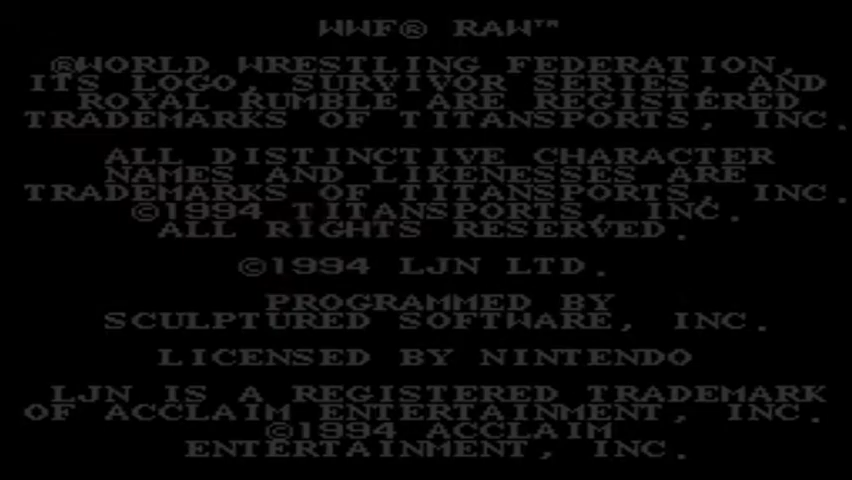 WWF® RAW™
®WORLD WRESTLING FEDERATION,
ITS LOGO, SURVIVOR SERIES, AND
ROYAL RUMBLE ARE REGISTERED
TRADEMARKS OF TITANSPORTS, INC.
ALL DISTINCTIVE CHARACTER
NAMES AND LIKENESSES ARE
TRADEMARKS OF TITANSPORTS, INC.
©1994 TITANSPORTS, INC.
ALL RIGHTS RESERVED.
©1994 LJN LTD.
PROGRAMMED BY
SCULPTURED SOFTWARE, INC.
LICENSED BY NINTENDO
LJN IS A REGISTERED TRADEMARK
OF ACCLAIM ENTERTAINMENT, INC.
©1994 ACCLAIM
ENTERTAINMENT, INC.